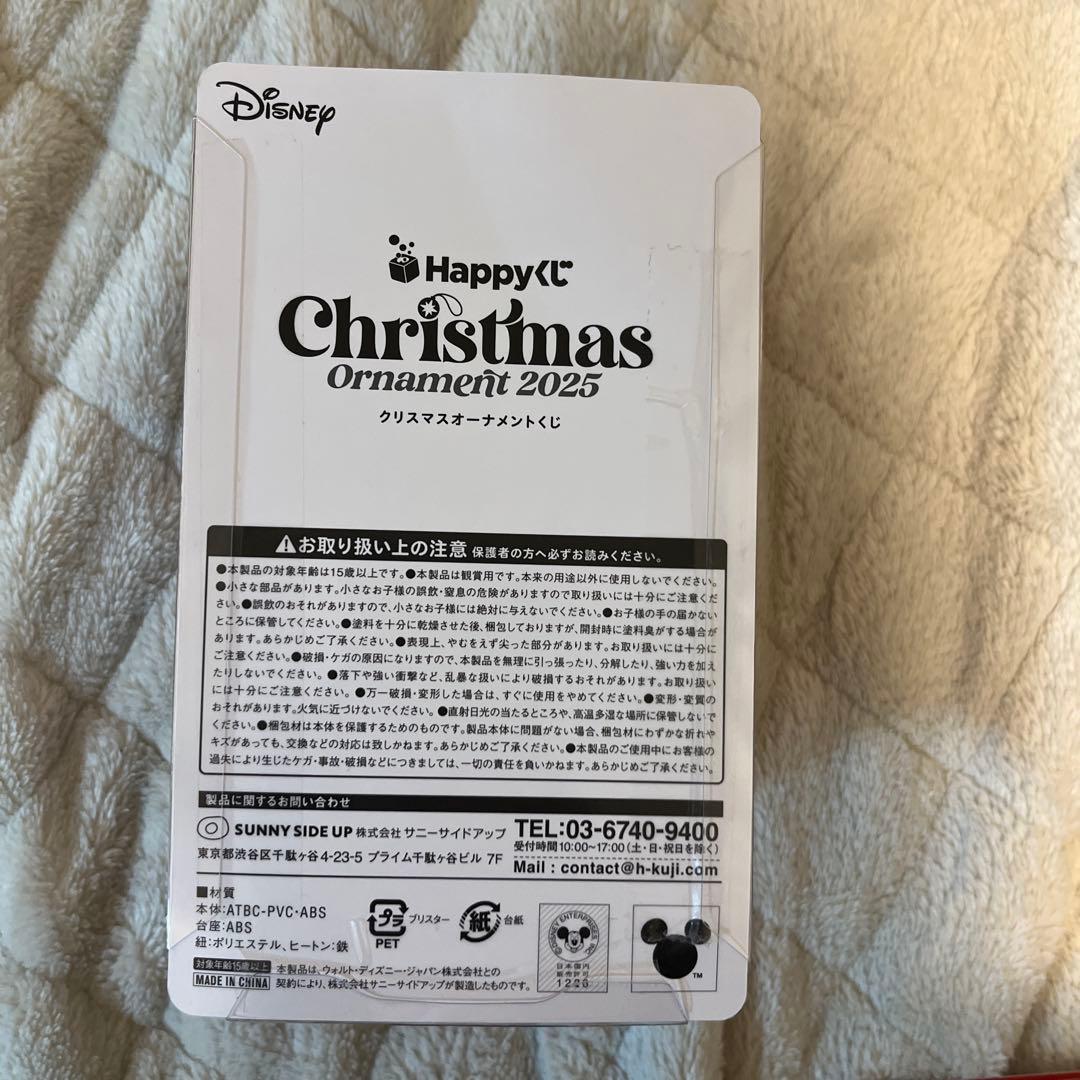 Disney
Happyくじ
Christmas
Ornament 2025
クリスマスオーナメントくじ
お取り扱い上の注意 保護者の方へ必ずお読みください。
●本製品の対象年齢は15歳以上です。●本製品は観賞用です。本来の用途以外に使用しないでください。
●小さな部品があります。小さなお子様の誤飲・窒息の危険がありますので取り扱いには十分にご注意くだ
さい。●誤飲のおそれがありますので、小さなお子様には絶対に与えないでください。●お子様の手の届かない
ところに保管してください。●塗料を十分に乾燥させた後、梱包しておりますが、開封時に塗料臭がする場合が
あります。あらかじめご了承ください。●表現上、やむをえず尖った部分があります。お取り扱いには十分に
ご注意ください。●破損・ケガの原因になりますので、本製品を無理に引っ張ったり、分解したり、強い力を加え
たりしないでください。●落下や強い衝撃など、乱暴な扱いにより破損するおそれがあります。お取り扱い
には十分にご注意ください。●万一破損・変形した場合は、すぐに使用をやめてください。●変形・変質の
おそれがあります。火気に近づけないでください。●直射日光の当たるところや、高温多湿な場所に保管しないで
ください。●梱包材は本体を保護するためのものです。製品本体に問題がない場合、梱包材にわずかな折れや
キズがあっても、交換などの対応は致しかねます。あらかじめご了承ください。●本製品のご使用中にお客様の
過失により生じたケガ・事故・破損などにつきましては、一切の責任を負いかねます。あらかじめご了承ください。
製品に関するお問い合わせ
SUNNY SIDE UP 株式会社 サニーサイドアップ
東京都渋谷区千駄ヶ谷4-23-5 プライム千駄ヶ谷ビル 7F
TEL:03-6740-9400
受付時間10:00〜17:00(土・日・祝日を除く)
Mail : contact@h-kuji.com
■材質
本体:ATBC-PVC・ABS
台座:ABS
紐:ポリエステル、ヒートン:鉄
プラ
PET
ブリスター
紙
台紙
対象年齢15歳以上
MADE IN CHINA
本製品は、ウォルト・ディズニー・ジャパン株式会社との
契約により、株式会社サニーサイドアップが製造したものです。
©DISNEY ENTERPRISES INC.
日本国内
販売許可
TM